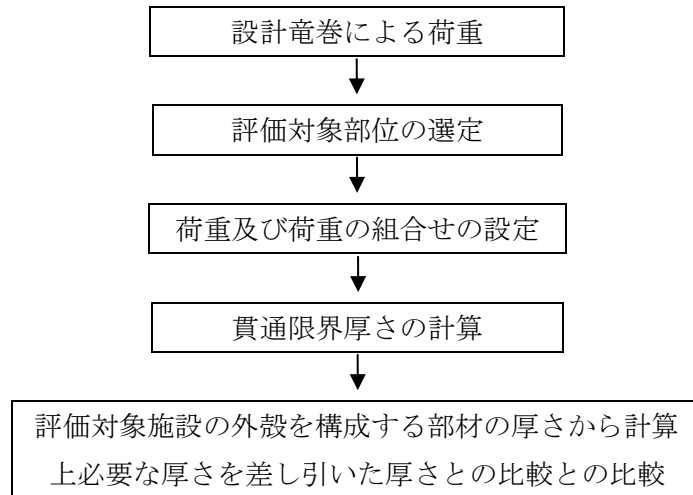 設計竜巻による荷重
評価対象部位の選定
荷重及び荷重の組合せの設定
貫通限界厚さの計算
評価対象施設の外殻を構成する部材の厚さから計算
上必要な厚さを差し引いた厚さとの比較との比較